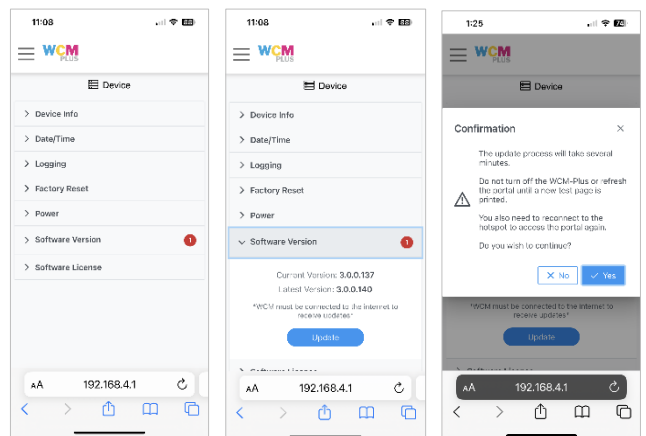 11:08
88
WCM
PLUS
Device
Device Info
Date/Time
Logging
Factory Reset
Power
Software Version
1
Software License
AA
192.168.4.1
11:08
88
WCM
PLUS
Device
Device Info
Date/Time
Logging
Factory Reset
Power
Software Version
1
Current Version: 3.0.0.137
Latest Version: 3.0.0.140
*WCM must be connected to the internet to
receive updates*
Update
Software License
AA
192.168.4.1
1:25
74
WCM
PLUS
Device
Confirmation
The update process will take several
minutes.
Do not turn off the WCM-Plus or refresh
the portal until a new test page is
printed.
You also need to reconnect to the
hotspot to access the portal again.
Do you wish to continue?
No
Yes
*WCM must be connected to the internet to
receive updates*
Update
Software License
AA
192.168.4.1